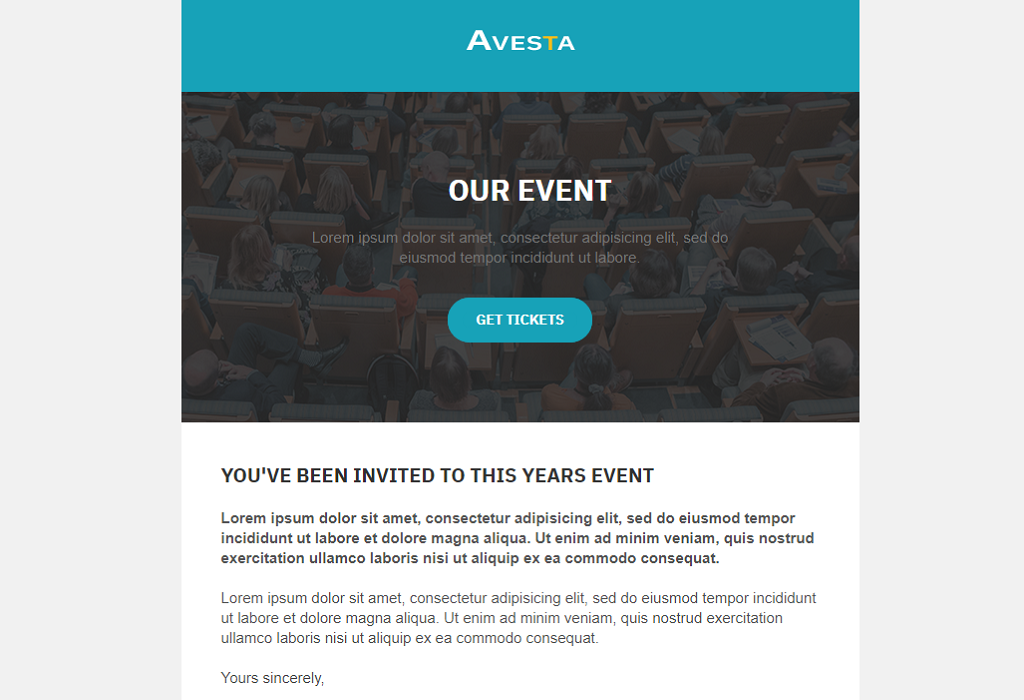 AVESTA
OUR EVENT
Lorem ipsum dolor sit amet, consectetur adipisicing elit, sed do
eiusmod tempor incididunt ut labore.
GET TICKETS
YOU'VE BEEN INVITED TO THIS YEARS EVENT
Lorem ipsum dolor sit amet, consectetur adipisicing elit, sed do eiusmod tempor
incididunt ut labore et dolore magna aliqua. Ut enim ad minim veniam, quis nostrud
exercitation ullamco laboris nisi ut aliquip ex ea commodo consequat.
Lorem ipsum dolor sit amet, consectetur adipisicing elit, sed do eiusmod tempor incididunt
ut labore et dolore magna aliqua. Ut enim ad minim veniam, quis nostrud exercitation
ullamco laboris nisi ut aliquip ex ea commodo consequat.
Yours sincerely,